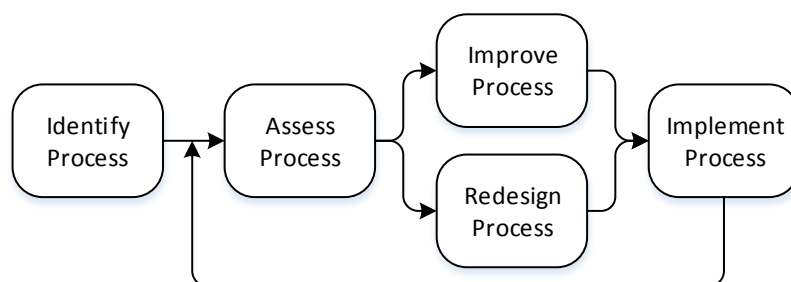 Identify
Process
Assess
Process
Improve
Process
Redesign
Process
Implement
Process